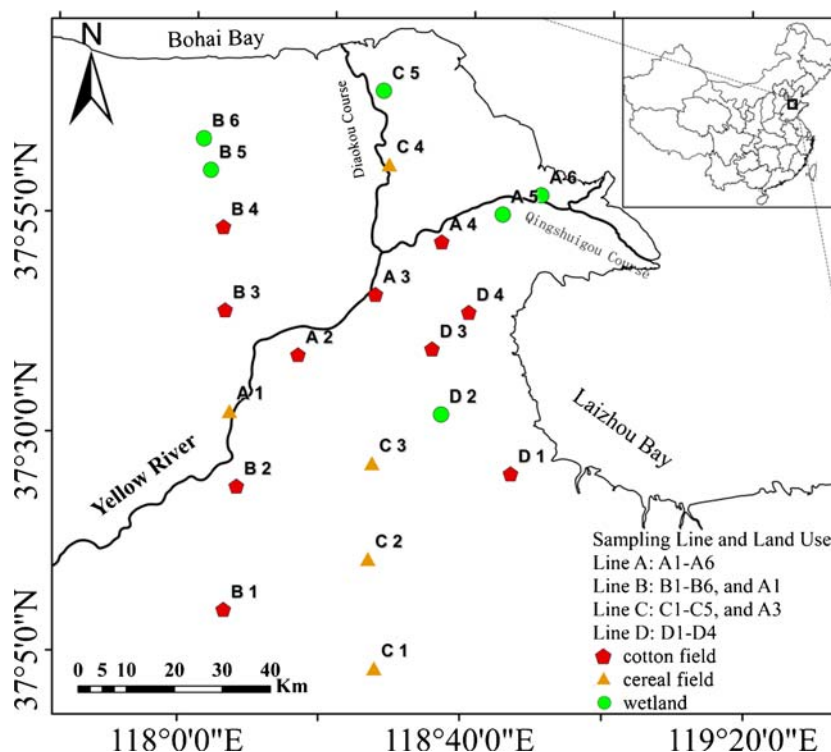 N
Bohai Bay
Diaokou Course
C 5
B 6
B 5
C 4
A-6
A 5
B 4
A 4
Qingshuigou Course
A 3
D 4
B 3
D 3
A 2
A 1
D 2
Laizhou Bay
C 3
Yellow River
B 2
D 1
C 2
B 1
C 1
37°55'0"N
37°30'0"N
37°5'0"N
Sampling Line and Land Use
Line A: A1-A6
Line B: B1-B6, and A1
Line C: C1-C5, and A3
Line D: D1-D4
cotton field
cereal field
wetland
0 5 10 20 30 40
Km
118°0'0"E 118°40'0"E 119°20'0"E